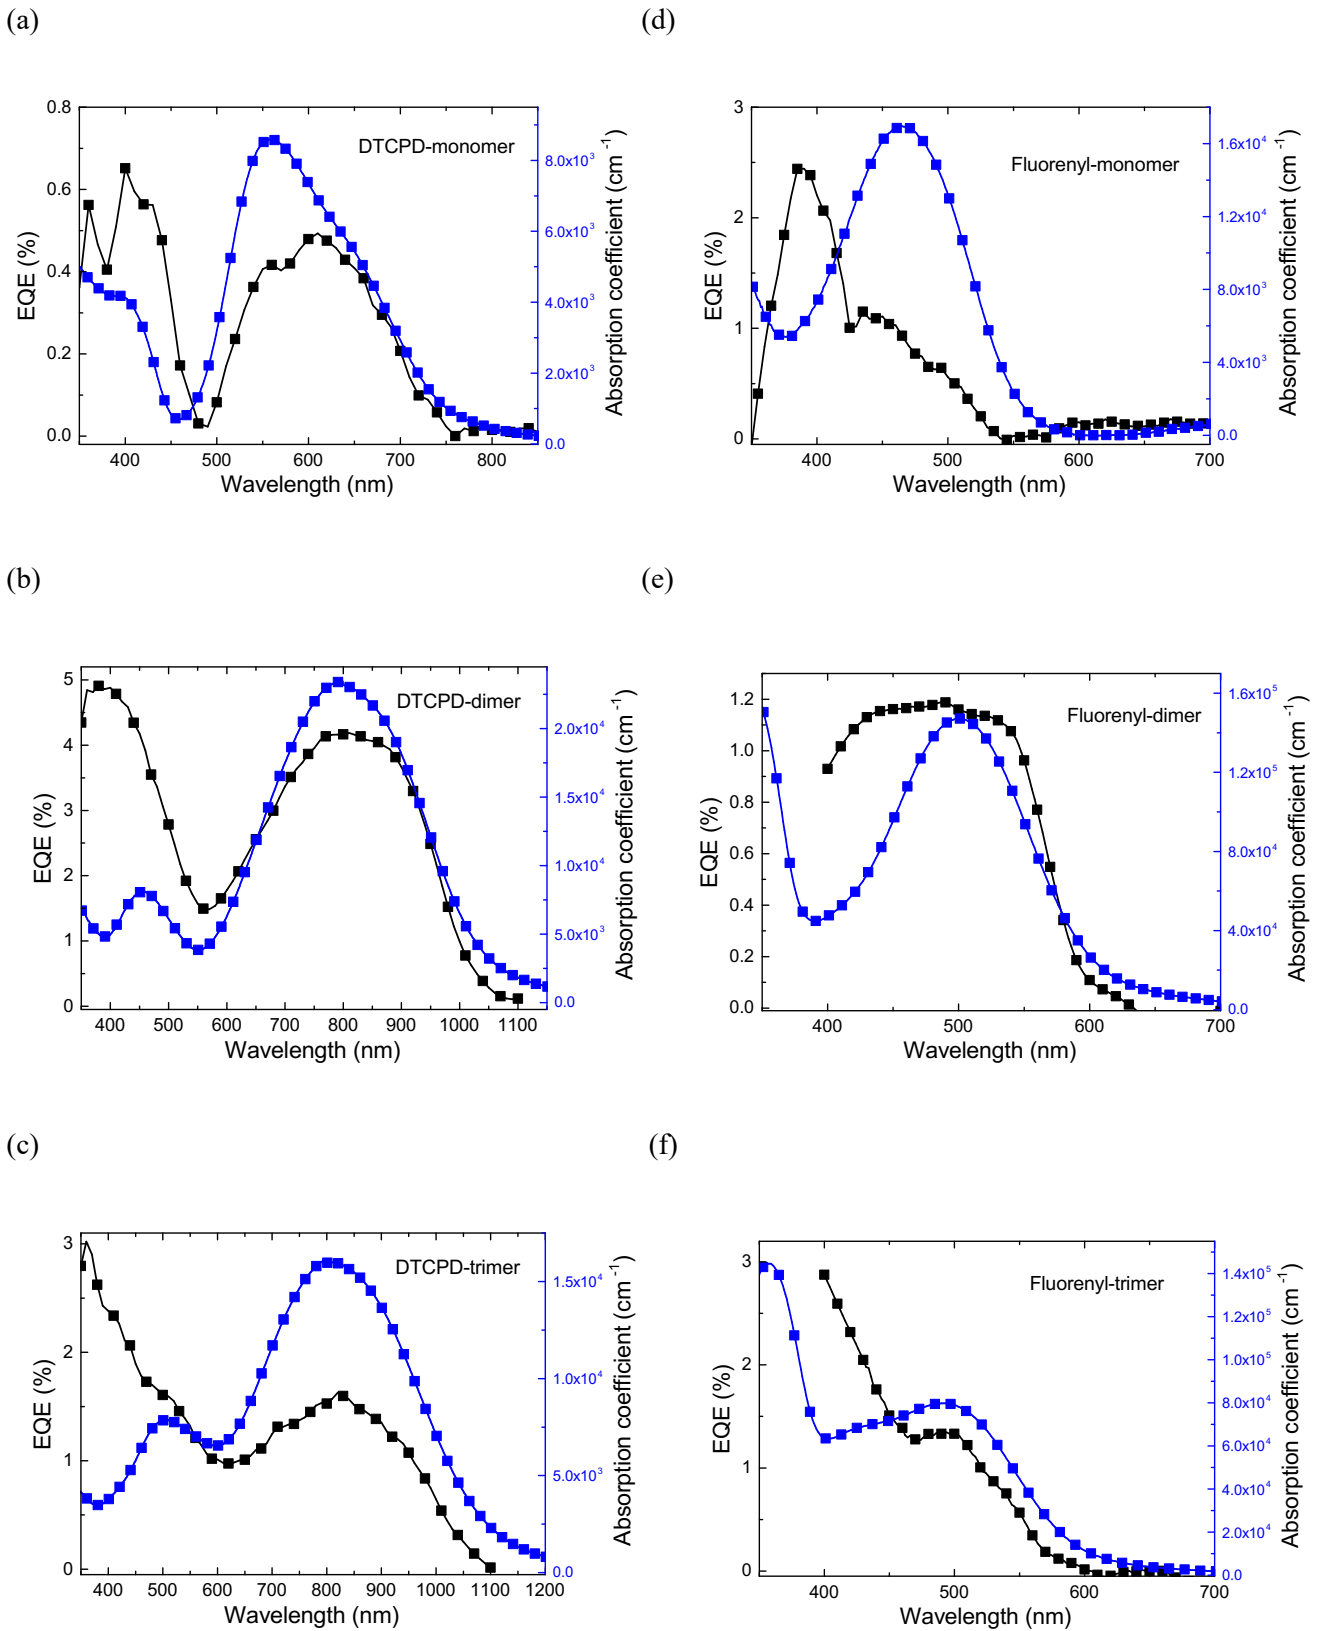 (a)
0.8
0.6
0.4
0.2
0.0
EQE (%)
DTCPD-monomer
8.0x10³
6.0x10³
4.0x10³
2.0x10³
0.0
Absorption coefficient (cm⁻¹)
400 500 600 700 800
Wavelength (nm)
(d)
3
2
1
0
EQE (%)
Fluorenyl-monomer
1.6x10⁴
1.2x10⁴
8.0x10³
4.0x10³
0.0
Absorption coefficient (cm⁻¹)
400 500 600 700
Wavelength (nm)
(b)
5
4
3
2
1
0
EQE (%)
DTCPD-dimer
2.0x10⁴
1.5x10⁴
1.0x10⁴
5.0x10³
0.0
Absorption coefficient (cm⁻¹)
400 500 600 700 800 900 1000 1100
Wavelength (nm)
(e)
1.2
1.0
0.8
0.6
0.4
0.2
0.0
EQE (%)
Fluorenyl-dimer
1.6x10⁵
1.2x10⁵
8.0x10⁴
4.0x10⁴
0.0
Absorption coefficient (cm⁻¹)
400 500 600 700
Wavelength (nm)
(c)
3
2
1
0
EQE (%)
DTCPD-trimer
1.5x10⁴
1.0x10⁴
5.0x10³
0.0
Absorption coefficient (cm⁻¹)
400 500 600 700 800 900 1000 1100 1200
Wavelength (nm)
(f)
3
2
1
0
EQE (%)
Fluorenyl-trimer
1.4x10⁵
1.2x10⁵
1.0x10⁵
8.0x10⁴
6.0x10⁴
4.0x10⁴
2.0x10⁴
0.0
Absorption coefficient (cm⁻¹)
400 500 600 700
Wavelength (nm)